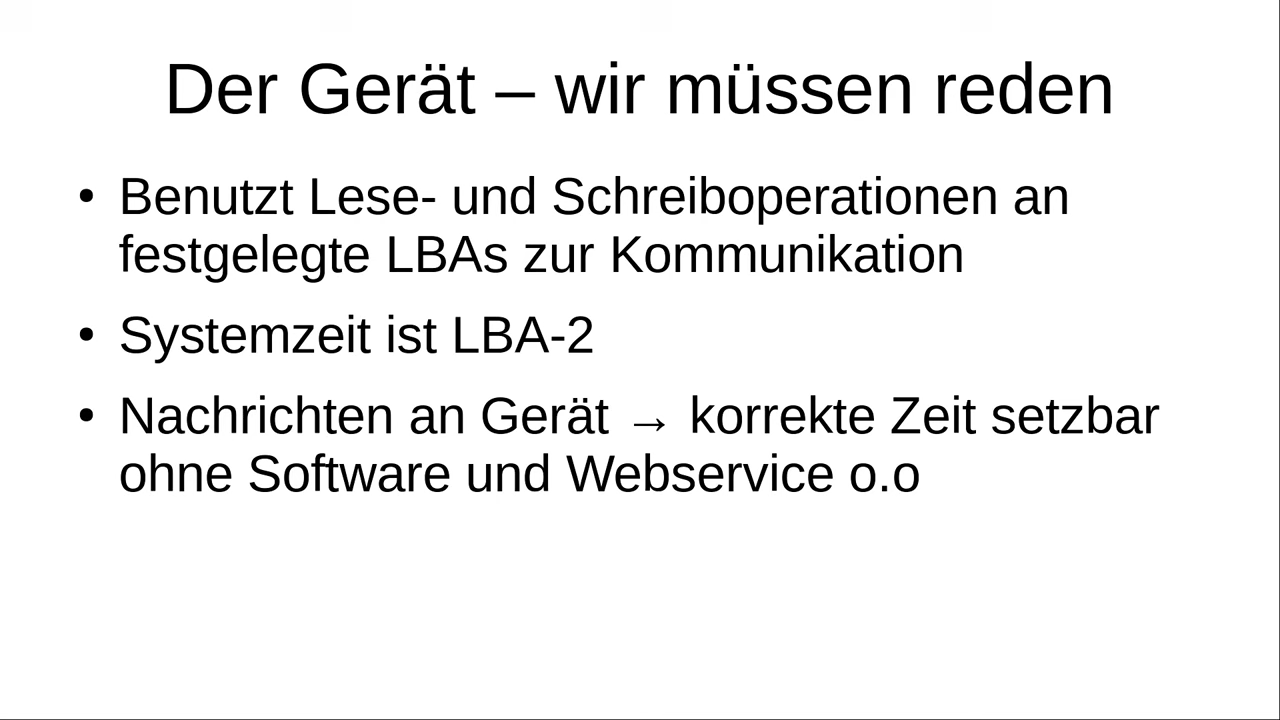 Der Gerät – wir müssen reden
• Benutzt Lese- und Schreiboperationen an
festgelegte LBAs zur Kommunikation
• Systemzeit ist LBA-2
• Nachrichten an Gerät → korrekte Zeit setzbar
ohne Software und Webservice o.o